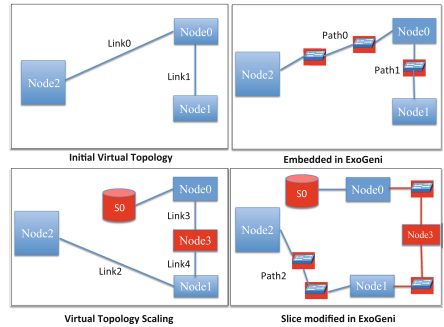 Node0
Link0
Link1
Node2
Node1
Initial Virtual Topology
Node0
Path0
Path1
Node2
Node1
Embedded in ExoGeni
S0
Node0
Link3
Node2
Node3
Link4
Link2
Node1
Virtual Topology Scaling
S0
Node0
Node2
Node3
Path2
Node1
Slice modified in ExoGeni